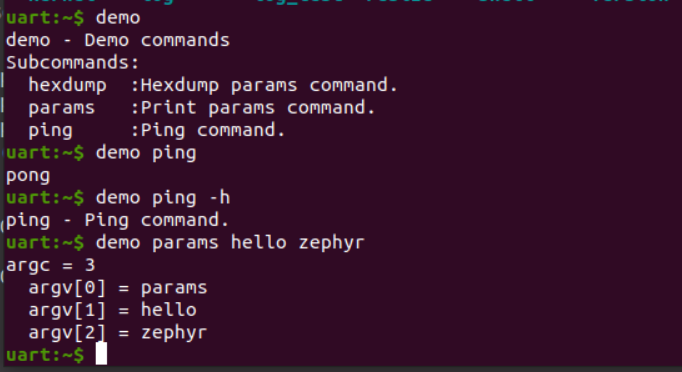 uart:~$ demo
demo - Demo commands
Subcommands:
  hexdump  :Hexdump params command.
  params   :Print params command.
  ping     :Ping command.
uart:~$ demo ping
pong
uart:~$ demo ping -h
ping - Ping command.
uart:~$ demo params hello zephyr
argc = 3
  argv[0] = params
  argv[1] = hello
  argv[2] = zephyr
uart:~$